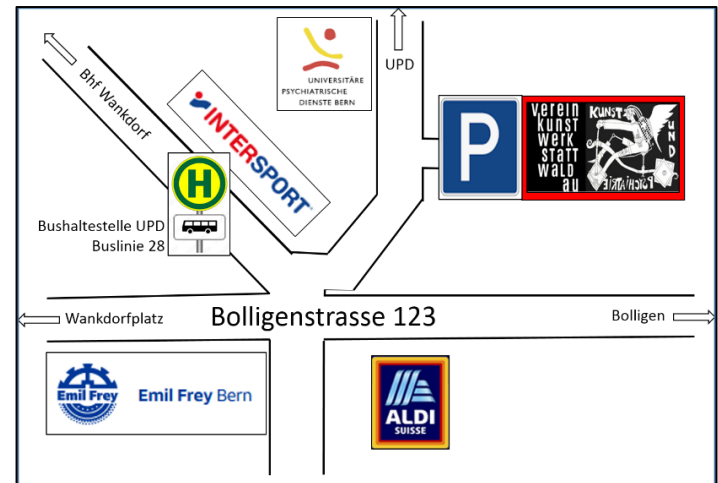 UPD
UNIVERSITÄRE
PSYCHIATRISCHE
DIENSTE BERN
Bhf Wankdorf
INTERSPORT
P
verein
kunst
werk
statt
wald
au
KUNST
UND
PSYCHIATRIE
H
Bushaltestelle UPD
Buslinie 28
Wankdorfplatz
Bolligenstrasse 123
Bolligen
Emil Frey
Emil Frey Bern
ALDI
SUISSE